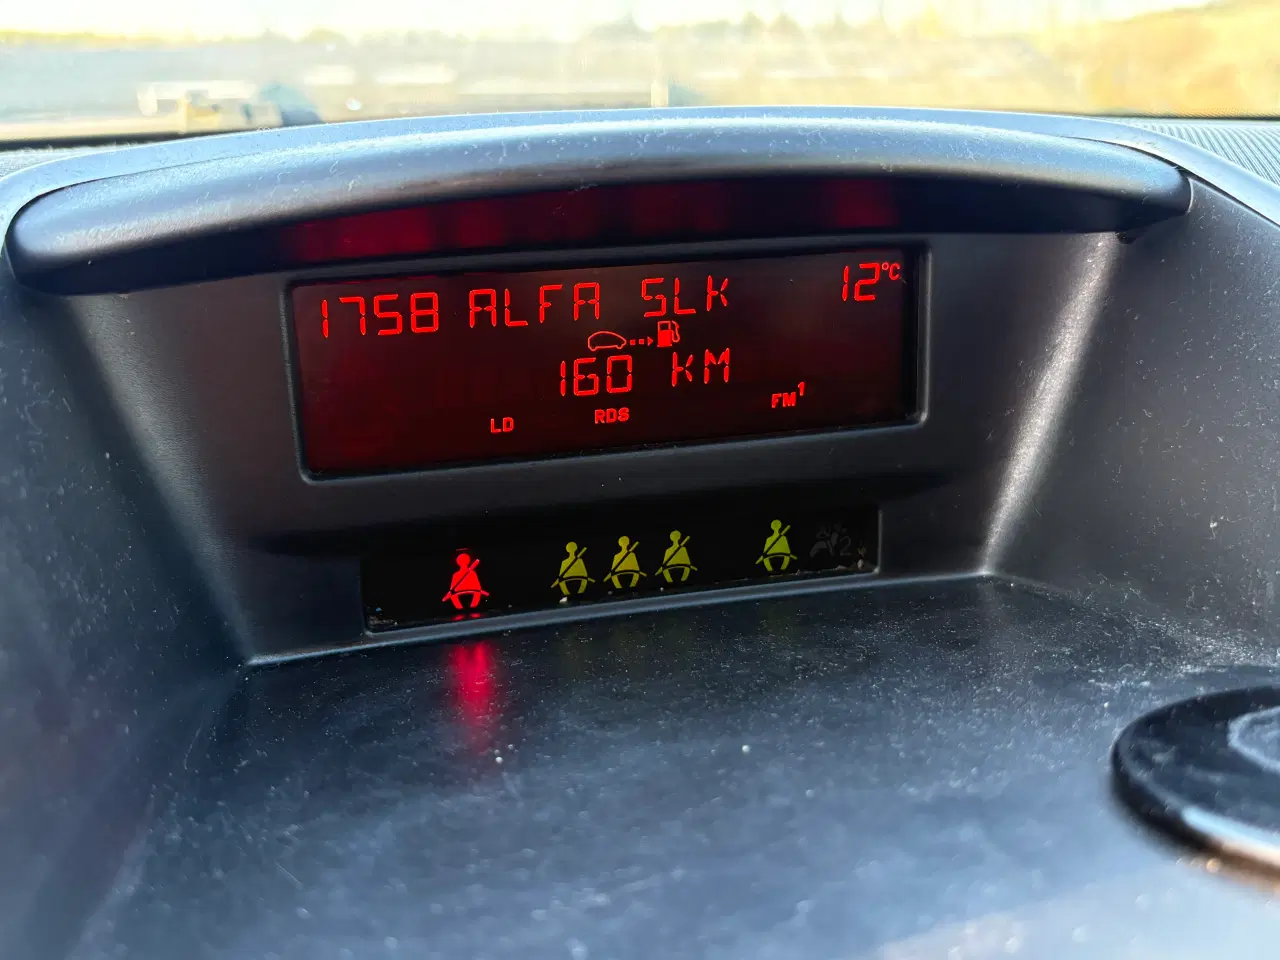 1758 ALFA SLK 12°C
160 KM
LD RDS FM1